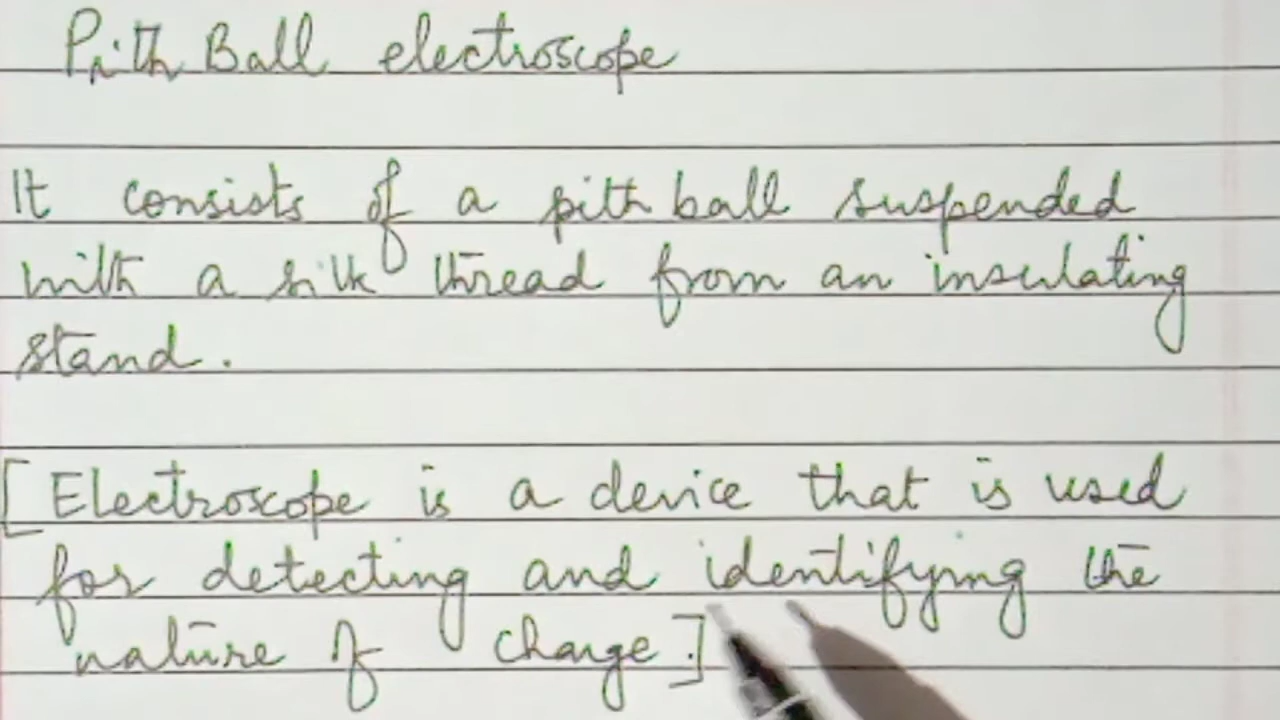 Pith Ball electroscope
It consists of a pith ball suspended
with a silk thread from an insulating
stand.
[Electroscope is a device that is used
for detecting and identifying the
nature of charge.]